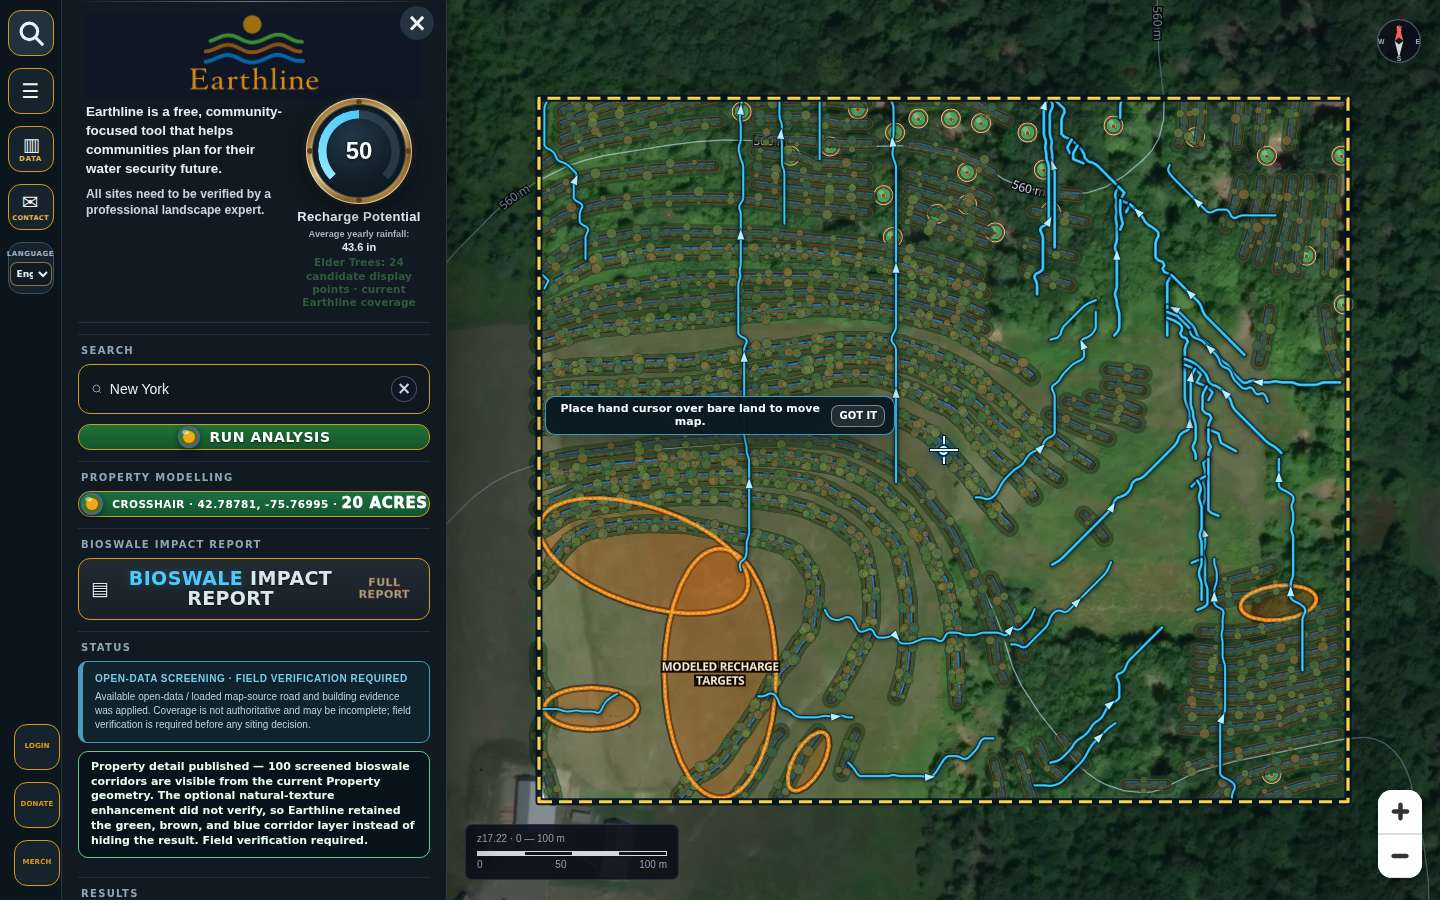 DATA
CONTACT
LANGUAGE
Eng
LOGIN
DONATE
MERCH
Earthline
Earthline is a free, community-
focused tool that helps
communities plan for their
water security future.
All sites need to be verified by a
professional landscape expert.
50
Recharge Potential
Average yearly rainfall:
43.6 in
Elder Trees: 24
candidate display
points · current
Earthline coverage
SEARCH
New York
RUN ANALYSIS
PROPERTY MODELLING
CROSSHAIR · 42.78781, -75.76995 · 20 ACRES
BIOSWALE IMPACT REPORT
BIOSWALE IMPACT
REPORT
FULL
REPORT
STATUS
OPEN-DATA SCREENING · FIELD VERIFICATION REQUIRED
Available open-data / loaded map-source road and building evidence
was applied. Coverage is not authoritative and may be incomplete; field
verification is required before any siting decision.
Property detail published — 100 screened bioswale
corridors are visible from the current Property
geometry. The optional natural-texture
enhancement did not verify, so Earthline retained
the green, brown, and blue corridor layer instead of
hiding the result. Field verification required.
RESULTS
560 m
560 m
560 m
W
E
S
Place hand cursor over bare land to move
map.
GOT IT
MODELED RECHARGE
TARGETS
z17.22 · 0 — 100 m
0
50
100 m